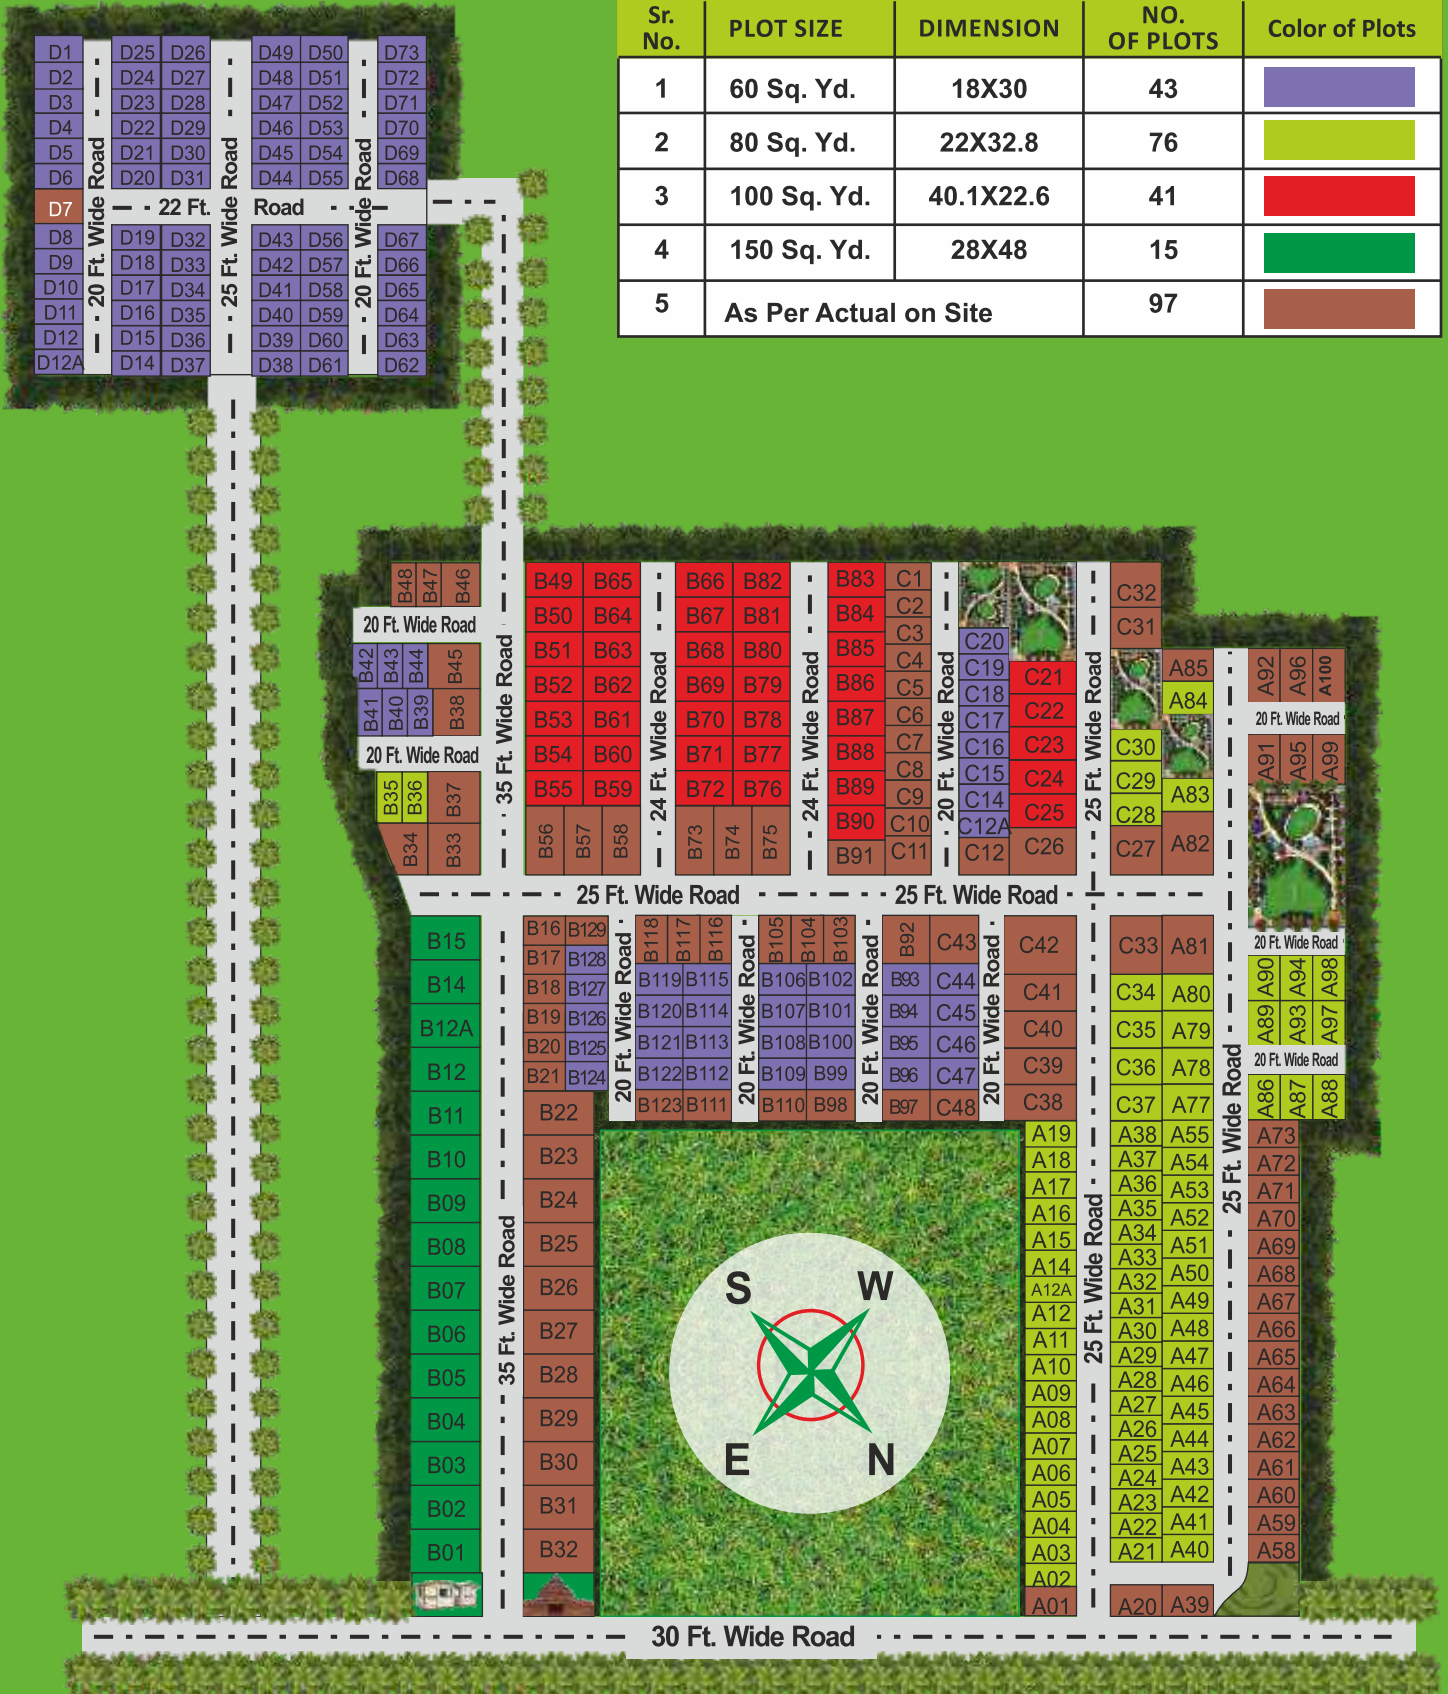 Sr. No. PLOT SIZE DIMENSION NO. OF PLOTS Color of Plots
1 60 Sq. Yd. 18X30 43
2 80 Sq. Yd. 22X32.8 76
3 100 Sq. Yd. 40.1X22.6 41
4 150 Sq. Yd. 28X48 15
5 As Per Actual on Site 97
D1 D25 D26 D49 D50 D73
D2 D24 D27 D48 D51 D72
D3 D23 D28 D47 D52 D71
D4 D22 D29 D46 D53 D70
D5 D21 D30 D45 D54 D69
D6 D20 D31 D44 D55 D68
D7 22 Ft. Road
D8 D19 D32 D43 D56 D67
D9 D18 D33 D42 D57 D66
D10 D17 D34 D41 D58 D65
D11 D16 D35 D40 D59 D64
D12 D15 D36 D39 D60 D63
D12A D14 D37 D38 D61 D62
20 Ft. Wide Road
25 Ft. Wide Road
20 Ft. Wide Road
B48 B47 B46
20 Ft. Wide Road
B42 B43 B44 B45
B41 B40 B39 B38
20 Ft. Wide Road
B35 B36 B37
B34 B33
35 Ft. Wide Road
B49 B65
B50 B64
B51 B63
B52 B62
B53 B61
B54 B60
B55 B59
B56 B57 B58
24 Ft. Wide Road
B66 B82
B67 B81
B68 B80
B69 B79
B70 B78
B71 B77
B72 B76
B73 B74 B75
24 Ft. Wide Road
B83 C1
B84 C2
B85 C3
B86 C4
B87 C5
B88 C6
B89 C7
B90 C8
B91 C9
C10
C11
20 Ft. Wide Road
C20
C19
C18
C17
C16
C15
C14
C12A
C12
C21
C22
C23
C24
C25
C26
25 Ft. Wide Road
C32
C31
C30
C29
C28
C27
A85
A84
A83
A82
A92 A96 A100
20 Ft. Wide Road
A91 A95 A99
25 Ft. Wide Road 25 Ft. Wide Road
B15
B14
B12A
B12
B11
B10
B09
B08
B07
B06
B05
B04
B03
B02
B01
35 Ft. Wide Road
B16 B129
B17 B128
B18 B127
B19 B126
B20 B125
B21 B124
B22
B23
B24
B25
B26
B27
B28
B29
B30
B31
B32
20 Ft. Wide Road
B118 B117 B116
B119 B115
B120 B114
B121 B113
B122 B112
B123 B111
20 Ft. Wide Road
B105 B104 B103
B106 B102
B107 B101
B108 B100
B109 B99
B110 B98
20 Ft. Wide Road
B92 C43
B93 C44
B94 C45
B95 C46
B96 C47
B97 C48
20 Ft. Wide Road
C42
C41
C40
C39
C38
A19
A18
A17
A16
A15
A14
A12A
A12
A11
A10
A09
A08
A07
A06
A05
A04
A03
A02
A01
25 Ft. Wide Road
C33 A81
C34 A80
C35 A79
C36 A78
C37 A77
A38 A55
A37 A54
A36 A53
A35 A52
A34 A51
A33 A50
A32 A49
A31 A48
A30 A47
A29 A46
A28 A45
A27 A44
A26 A43
A25 A42
A24 A41
A23 A40
A22
A21
A20 A39
25 Ft. Wide Road
20 Ft. Wide Road
A90 A94 A98
A89 A93 A97
20 Ft. Wide Road
A86 A87 A88
A73
A72
A71
A70
A69
A68
A67
A66
A65
A64
A63
A62
A61
A60
A59
A58
S W
E N
30 Ft. Wide Road